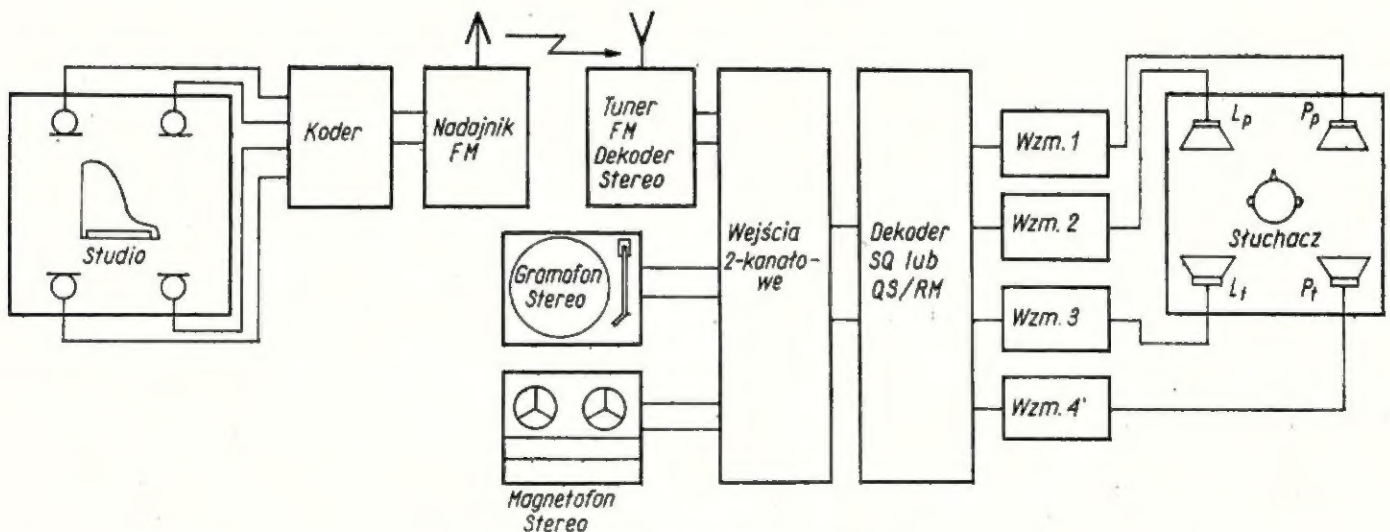 Studio
Koder
Nadajnik
FM
Tuner
FM
Dekoder
Stereo
Gramofon
Stereo
Magnetofon
Stereo
Wejścia
2-kanało-
we
Dekoder
SQ lub
QS/RM
Wzm. 1
Wzm. 2
Wzm. 3
Wzm. 4
Lp
Pp
Słuchacz
Lt
Pt